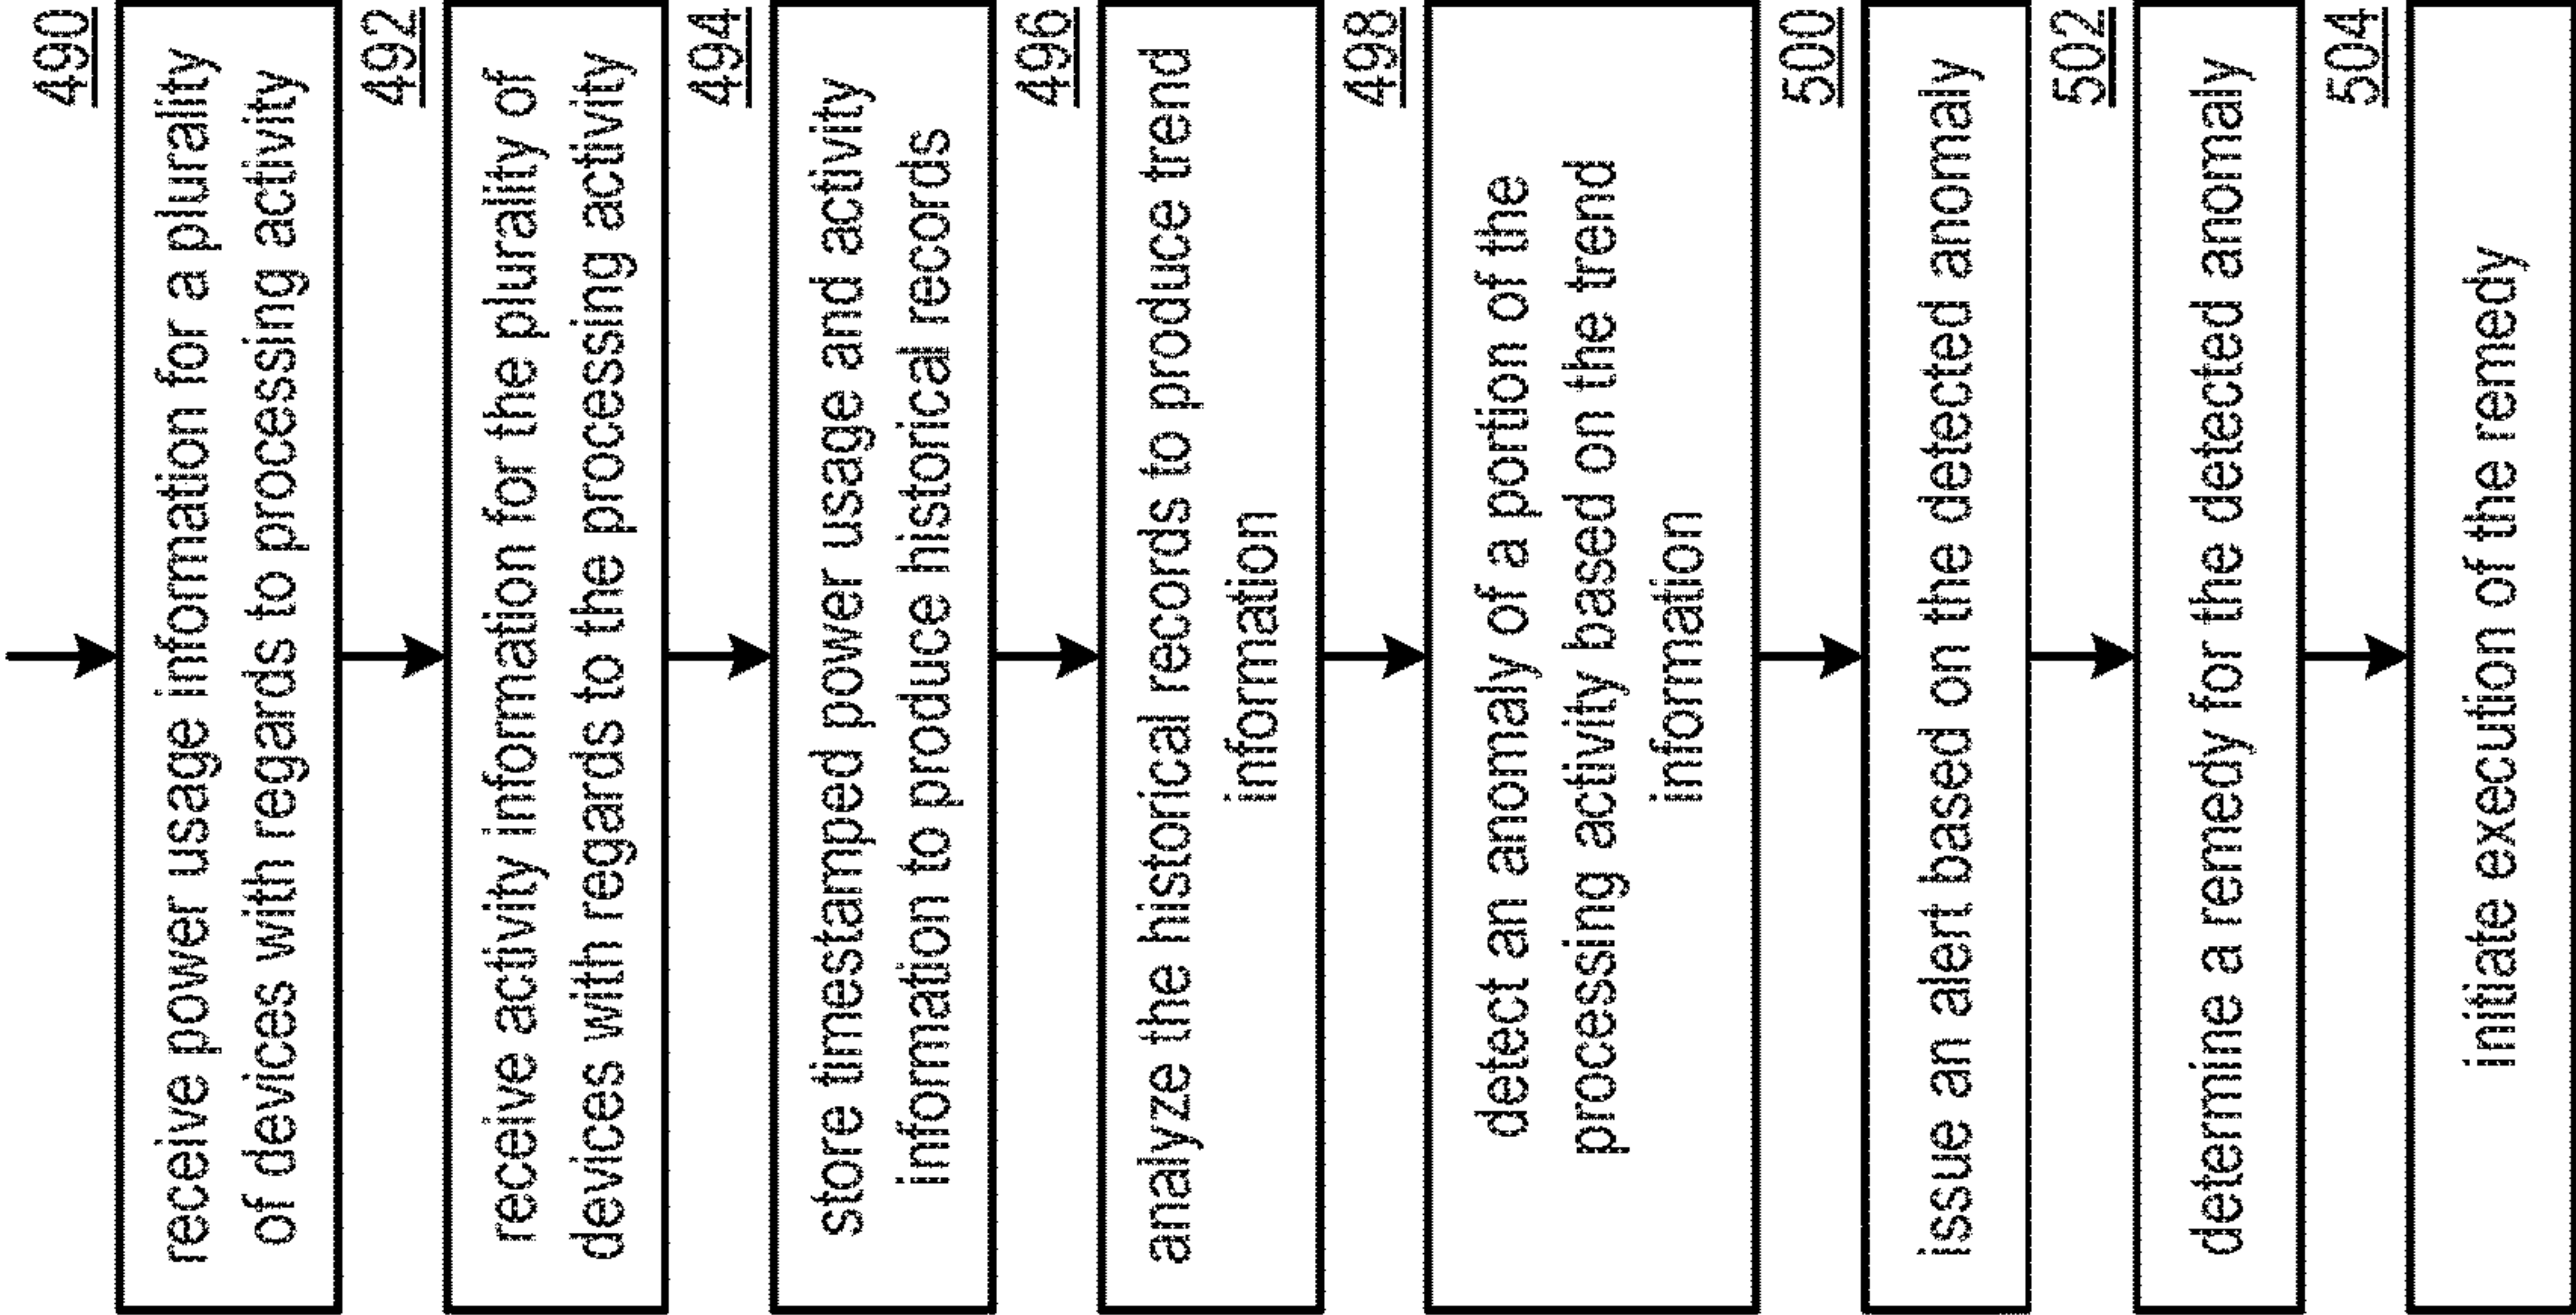 490
receive power usage information for a plurality
of devices with regards to processing activity
492
receive activity information for the plurality of
devices with regards to the processing activity
494
store timestamped power usage and activity
information to produce historical records
496
analyze the historical records to produce trend
information
498
detect an anomaly of a portion of the
processing activity based on the trend
information
500
issue an alert based on the detected anomaly
502
determine a remedy for the detected anomaly
504
initiate execution of the remedy